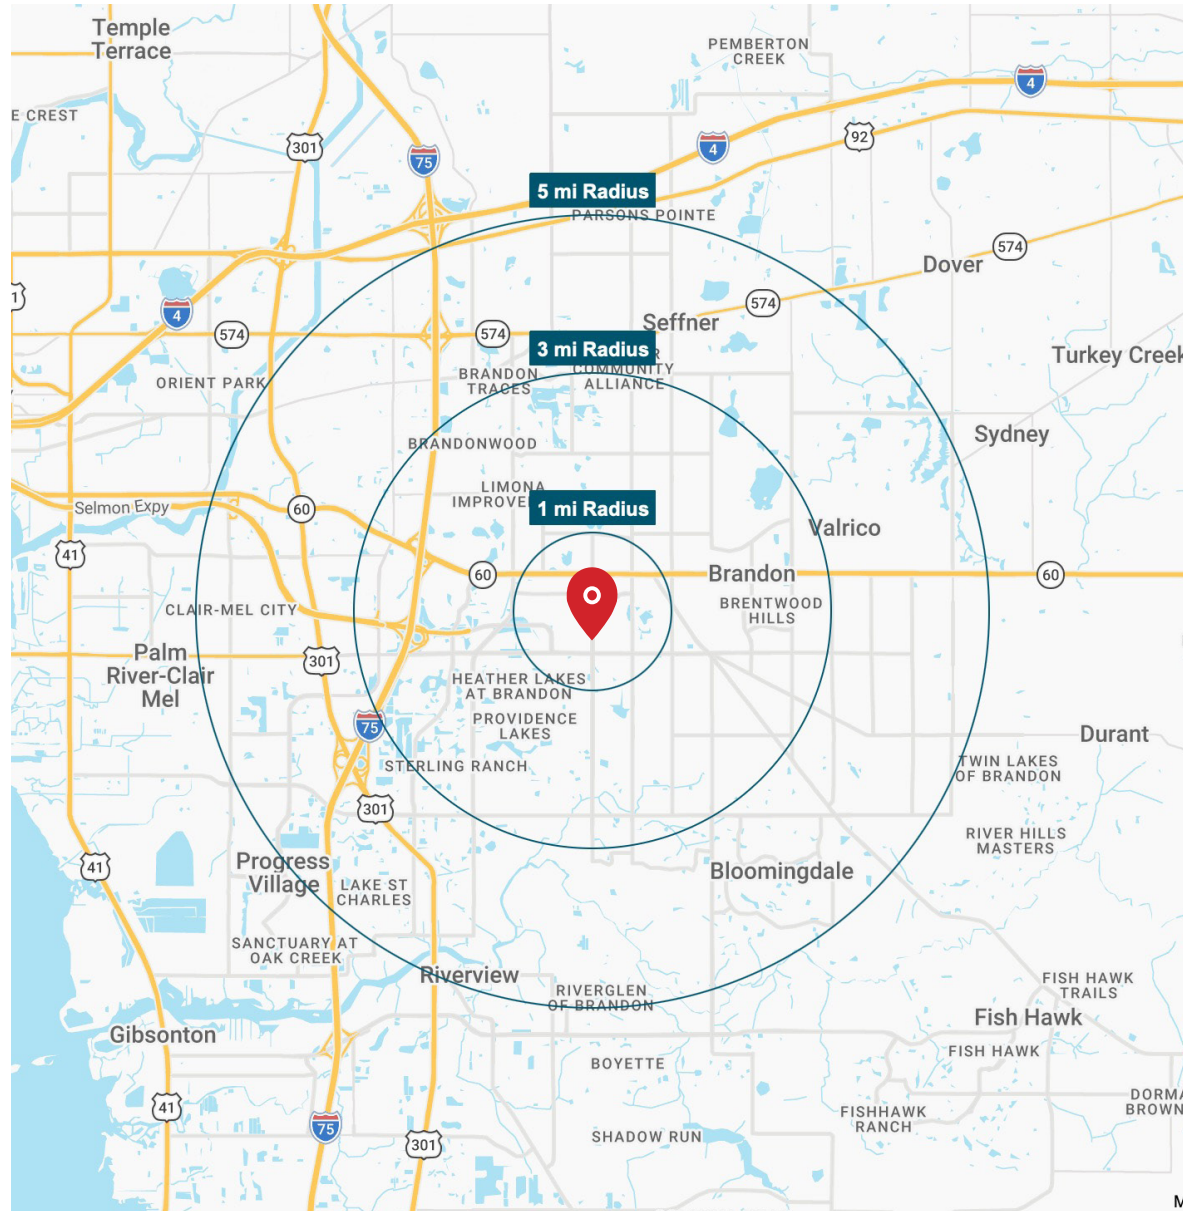 Temple
Terrace
PEMBERTON
CREEK
4
E CREST
301
92
75
4
5 mi Radius
PARSONS POINTE
574
Dover
1
4
574
574
574
Seffner
3 mi Radius
COMMUNITY
ALLIANCE
Turkey Creek
ORIENT PARK
BRANDON
TRACES
BRANDONWOOD
Sydney
LIMONA
Selmon Expy
60
1 mi Radius
Valrico
41
60
Brandon
60
CLAIR-MEL CITY
BRENTWOOD
HILLS
Palm
River-Clair
Mel
301
HEATHER LAKES
AT BRANDON
75
PROVIDENCE
LAKES
Durant
STERLING RANCH
TWIN LAKES
OF BRANDON
301
RIVER HILLS
MASTERS
41
Progress
Village
LAKE ST
CHARLES
Bloomingdale
SANCTUARY AT
OAK CREEK
Riverview
RIVERGLEN
OF BRANDON
FISH HAWK
TRAILS
Gibsonton
Fish Hawk
BOYETTE
FISH HAWK
41
75
301
SHADOW RUN
FISHHAWK
RANCH
DORMA
BROWN
M